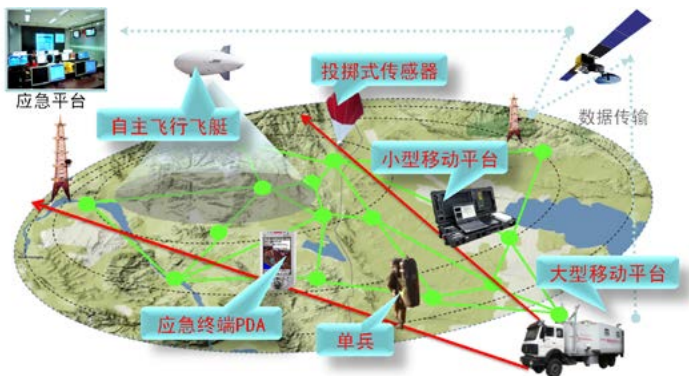 应急平台
自主飞行飞艇
投掷式传感器
数据传输
小型移动平台
大型移动平台
应急终端PDA
单兵